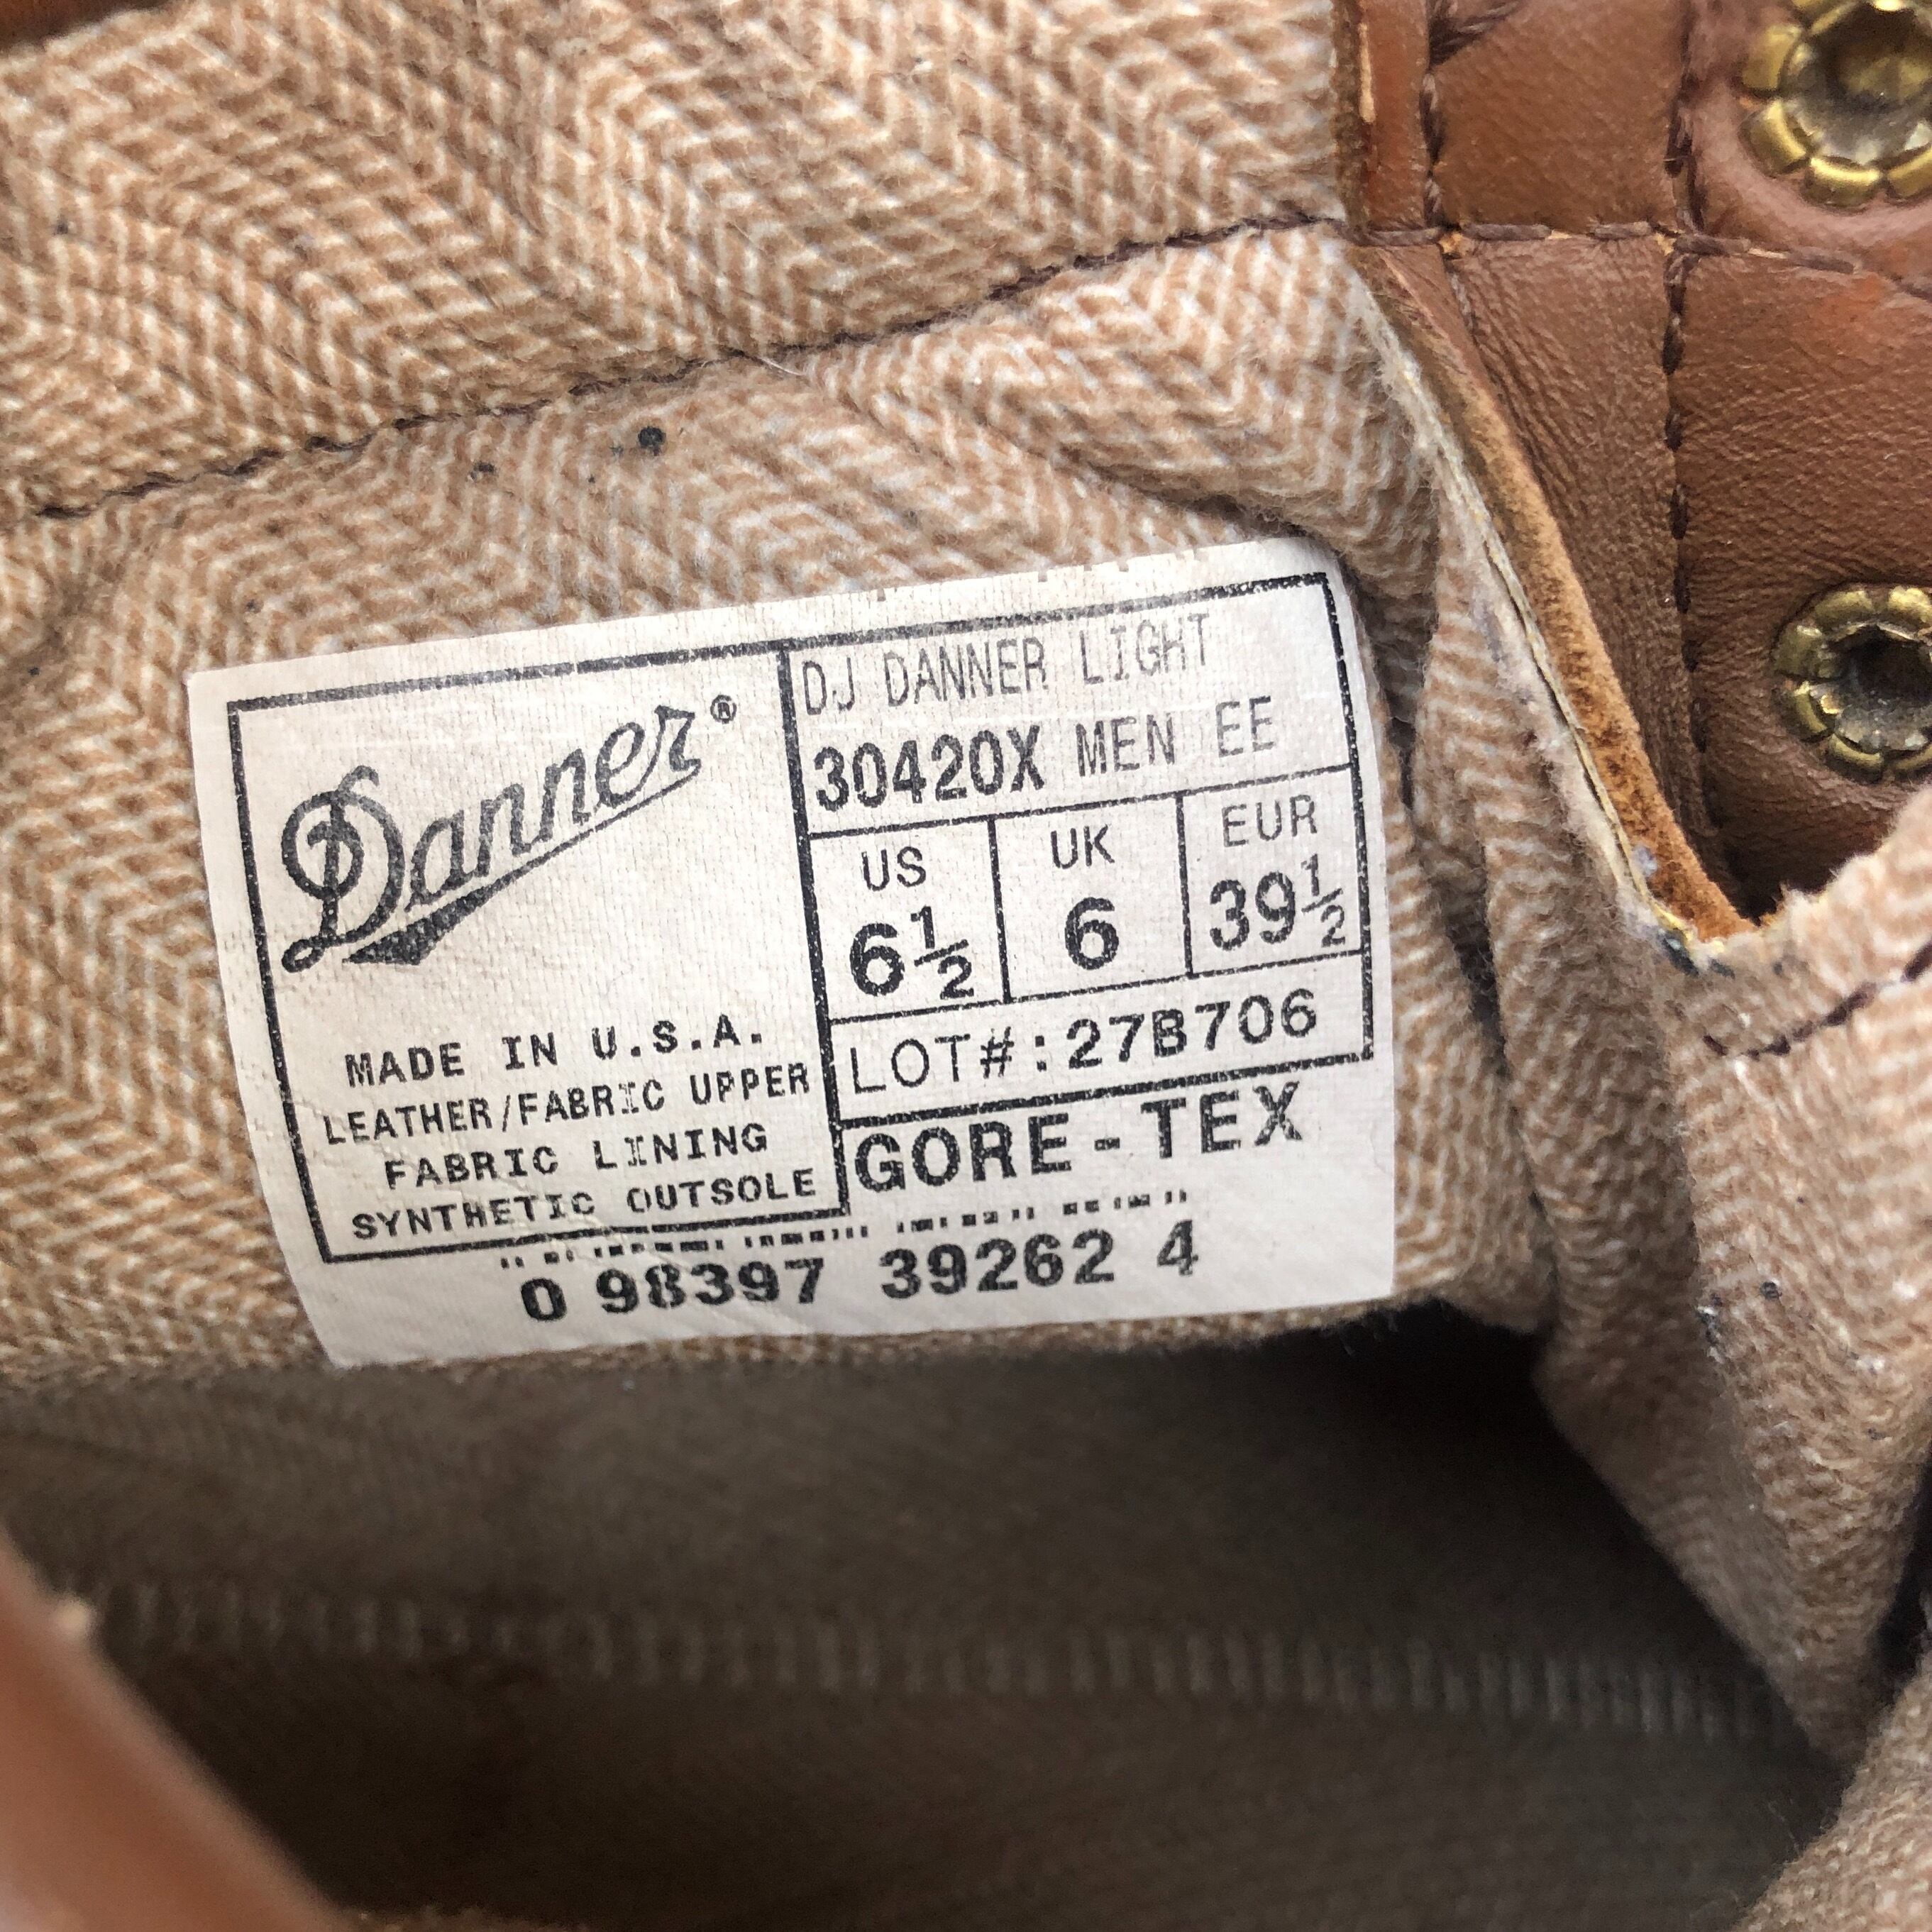 Danner®
MADE IN U.S.A.
LEATHER/FABRIC UPPER
FABRIC LINING
SYNTHETIC OUTSOLE
DJ DANNER LIGHT
30420X MEN EE
US UK EUR
6½ 6 39½
LOT#:27B706
GORE-TEX
0 98397 39262 4